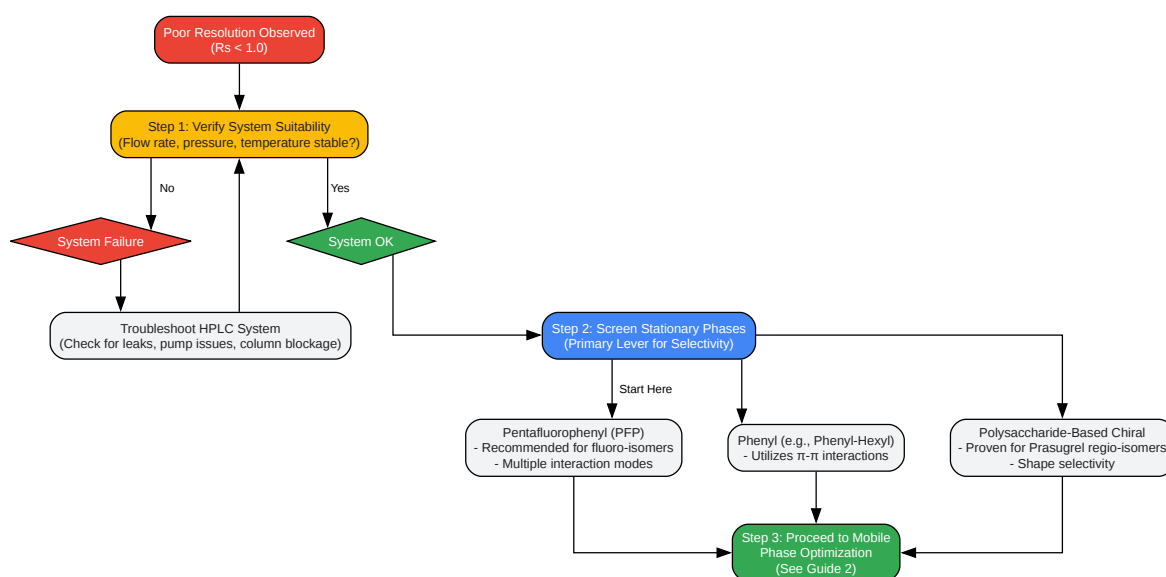 Poor Resolution Observed
(Rs < 1.0)
Step 1: Verify System Suitability
(Flow rate, pressure, temperature stable?)
No
Yes
System Failure
System OK
Troubleshoot HPLC System
(Check for leaks, pump issues, column blockage)
Step 2: Screen Stationary Phases
(Primary Lever for Selectivity)
Start Here
Pentafluorophenyl (PFP)
- Recommended for fluoro-isomers
- Multiple interaction modes
Phenyl (e.g., Phenyl-Hexyl)
- Utilizes π-π interactions
Polysaccharide-Based Chiral
- Proven for Prasugrel regio-isomers
- Shape selectivity
Step 3: Proceed to Mobile
Phase Optimization
(See Guide 2)